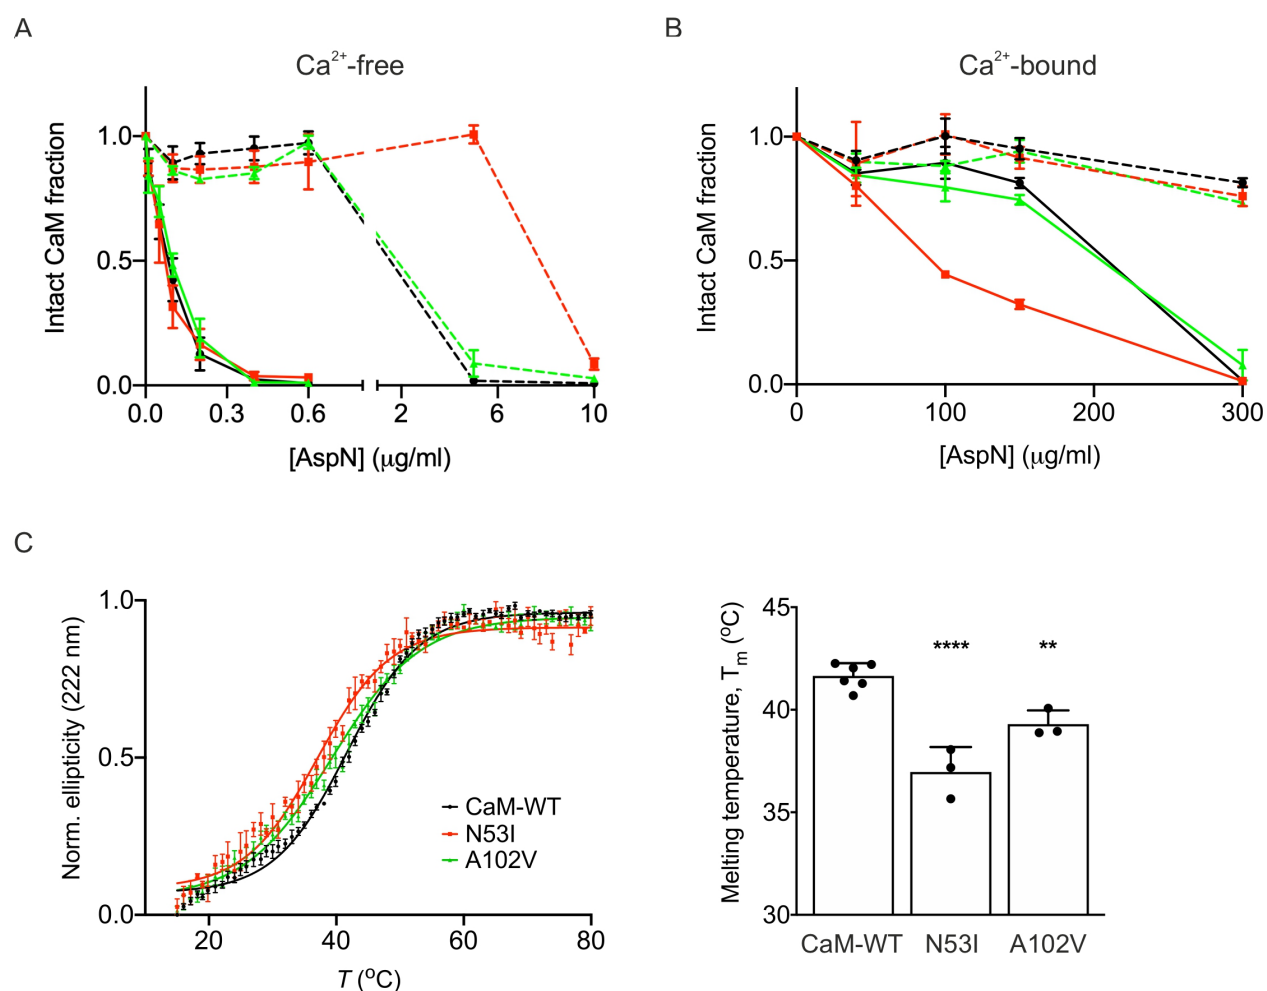 A
Ca2+-free
Intact CaM fraction
1.0
0.5
0.0
0.0 0.3 0.6 2 6 10
[AspN] (μg/ml)
B
Ca2+-bound
Intact CaM fraction
1.0
0.5
0.0
0 100 200 300
[AspN] (μg/ml)
C
Norm. ellipticity (222 nm)
1.0
0.5
0.0
20 40 60 80
T (ºC)
CaM-WT
N53I
A102V
Melting temperature, Tm (ºC)
45
40
35
30
**** **
CaM-WT N53I A102V